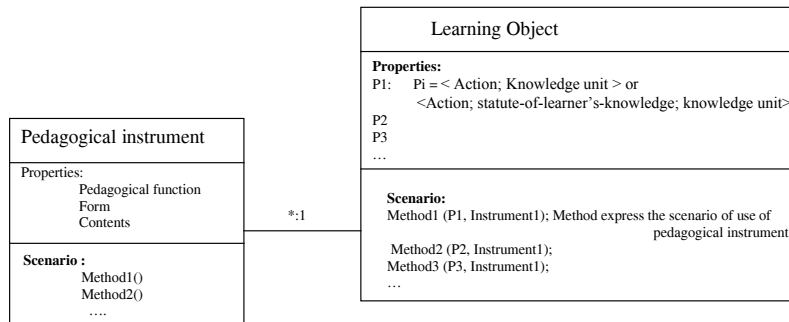 Learning Object
Properties:
P1: Pi = < Action; Knowledge unit > or
<Action; statute-of-learner's-knowledge; knowledge unit>
P2
P3
…
Scenario:
Method1 (P1, Instrument1); Method express the scenario of use of
pedagogical instrument
Method2 (P2, Instrument1);
Method3 (P3, Instrument1);
…
Pedagogical instrument
Properties:
Pedagogical function
Form
Contents
Scenario :
Method1()
Method2()
….
*:1